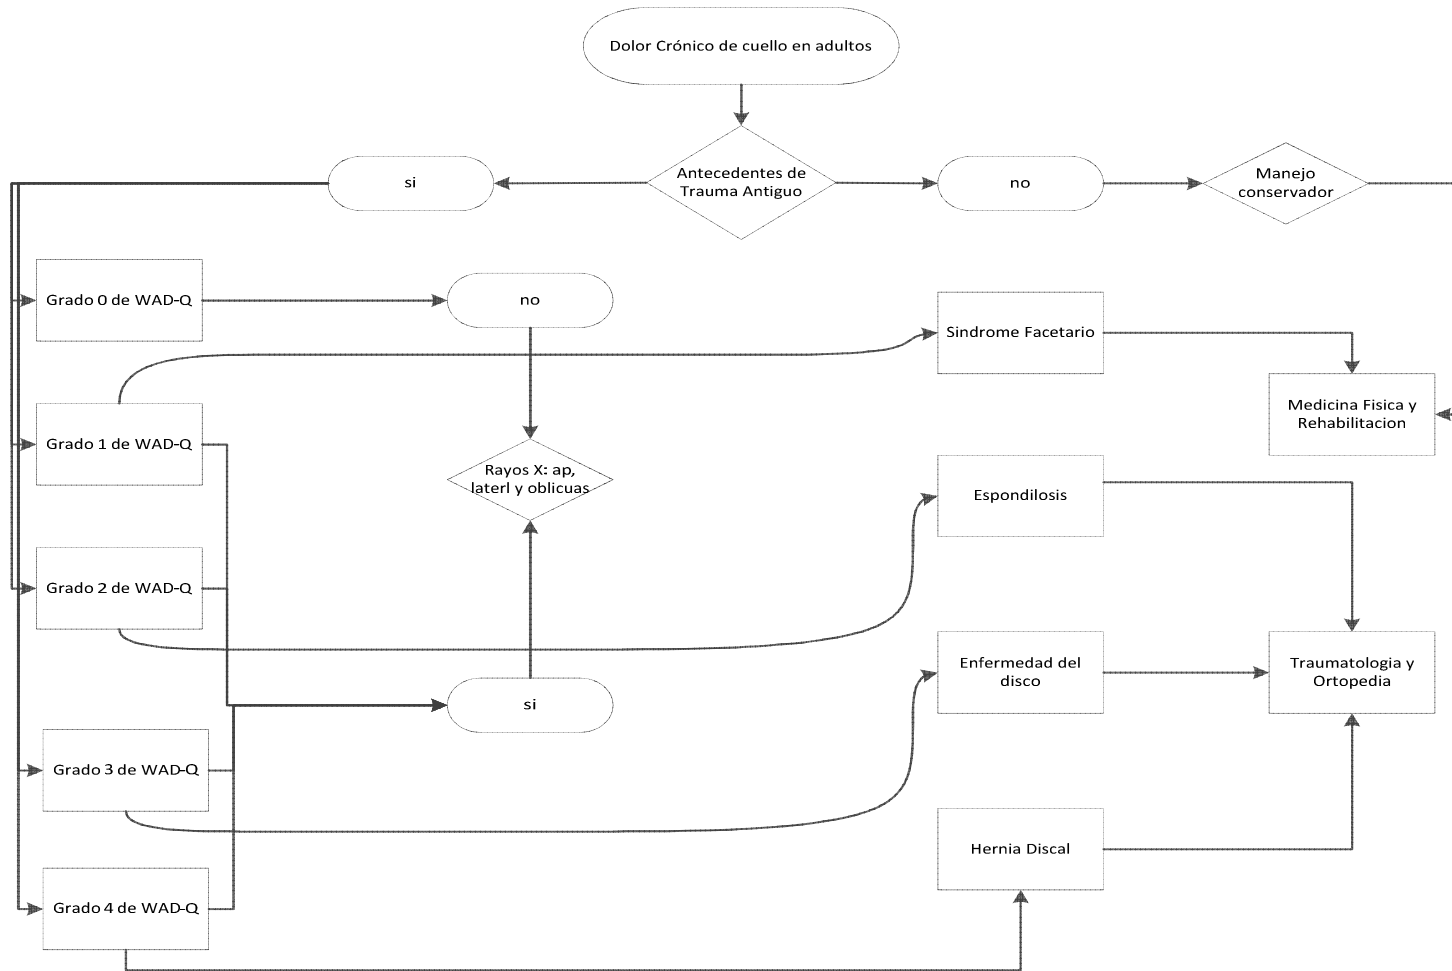 Dolor Crónico de cuello en adultos
si
Antecedentes de
Trauma Antiguo
no
Manejo
conservador
Grado 0 de WAD-Q
no
Sindrome Facetario
Medicina Fisica y
Rehabilitacion
Grado 1 de WAD-Q
Rayos X: ap,
laterl y oblicuas
Espondilosis
Grado 2 de WAD-Q
Enfermedad del
disco
Traumatologia y
Ortopedia
si
Grado 3 de WAD-Q
Hernia Discal
Grado 4 de WAD-Q